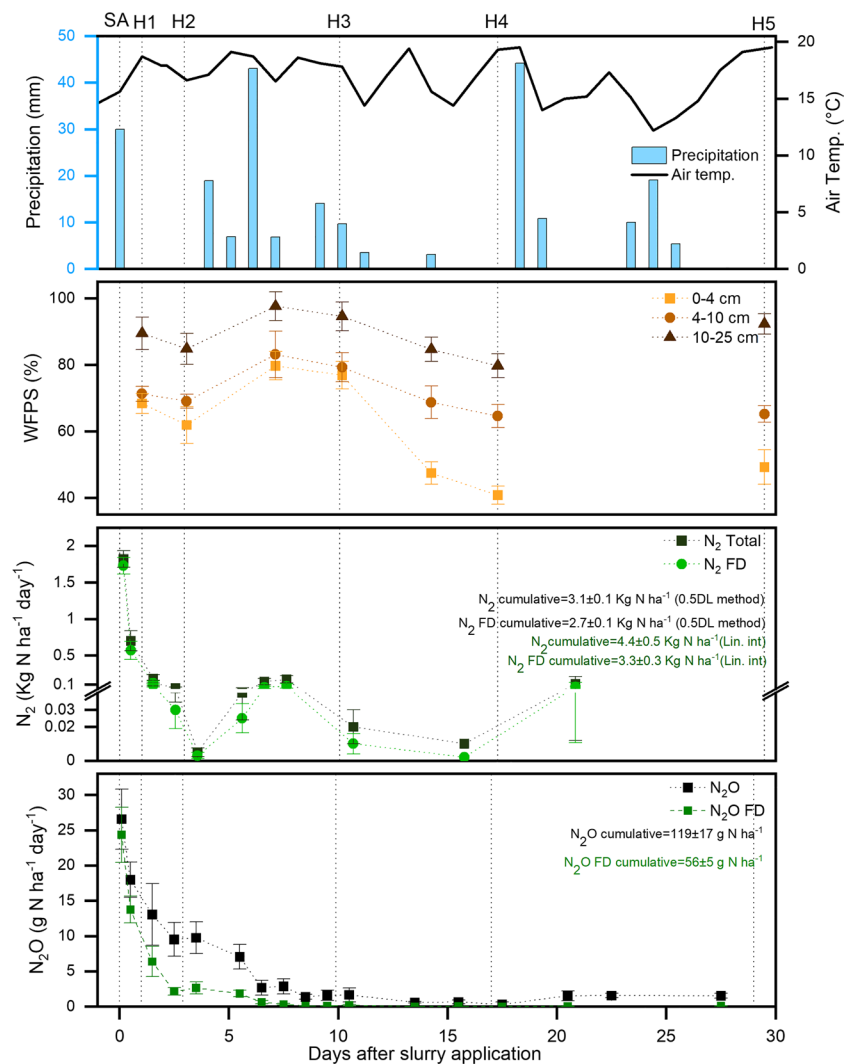 SA H1 H2 H3 H4 H5
50 20
40 15
30
20 10
10 5
0 0
Precipitation (mm)
Air Temp. (°C)
Precipitation
Air temp.
100
80
60
40
WFPS (%)
0-4 cm
4-10 cm
10-25 cm
2
1.5
1
0.5
0.1
0.03
0.02
0
N₂ (Kg N ha⁻¹ day⁻¹)
N₂ Total
N₂ FD
N₂ cumulative=3.1±0.1 Kg N ha⁻¹ (0.5DL method)
N₂ FD cumulative=2.7±0.1 Kg N ha⁻¹ (0.5DL method)
N₂cumulative=4.4±0.5 Kg N ha⁻¹(Lin. int)
N₂ FD cumulative=3.3±0.3 Kg N ha⁻¹(Lin. int)
30
25
20
15
10
5
0
N₂O (g N ha⁻¹ day⁻¹)
N₂O
N₂O FD
N₂O cumulative=119±17 g N ha⁻¹
N₂O FD cumulative=56±5 g N ha⁻¹
0 5 10 15 20 25 30
Days after slurry application